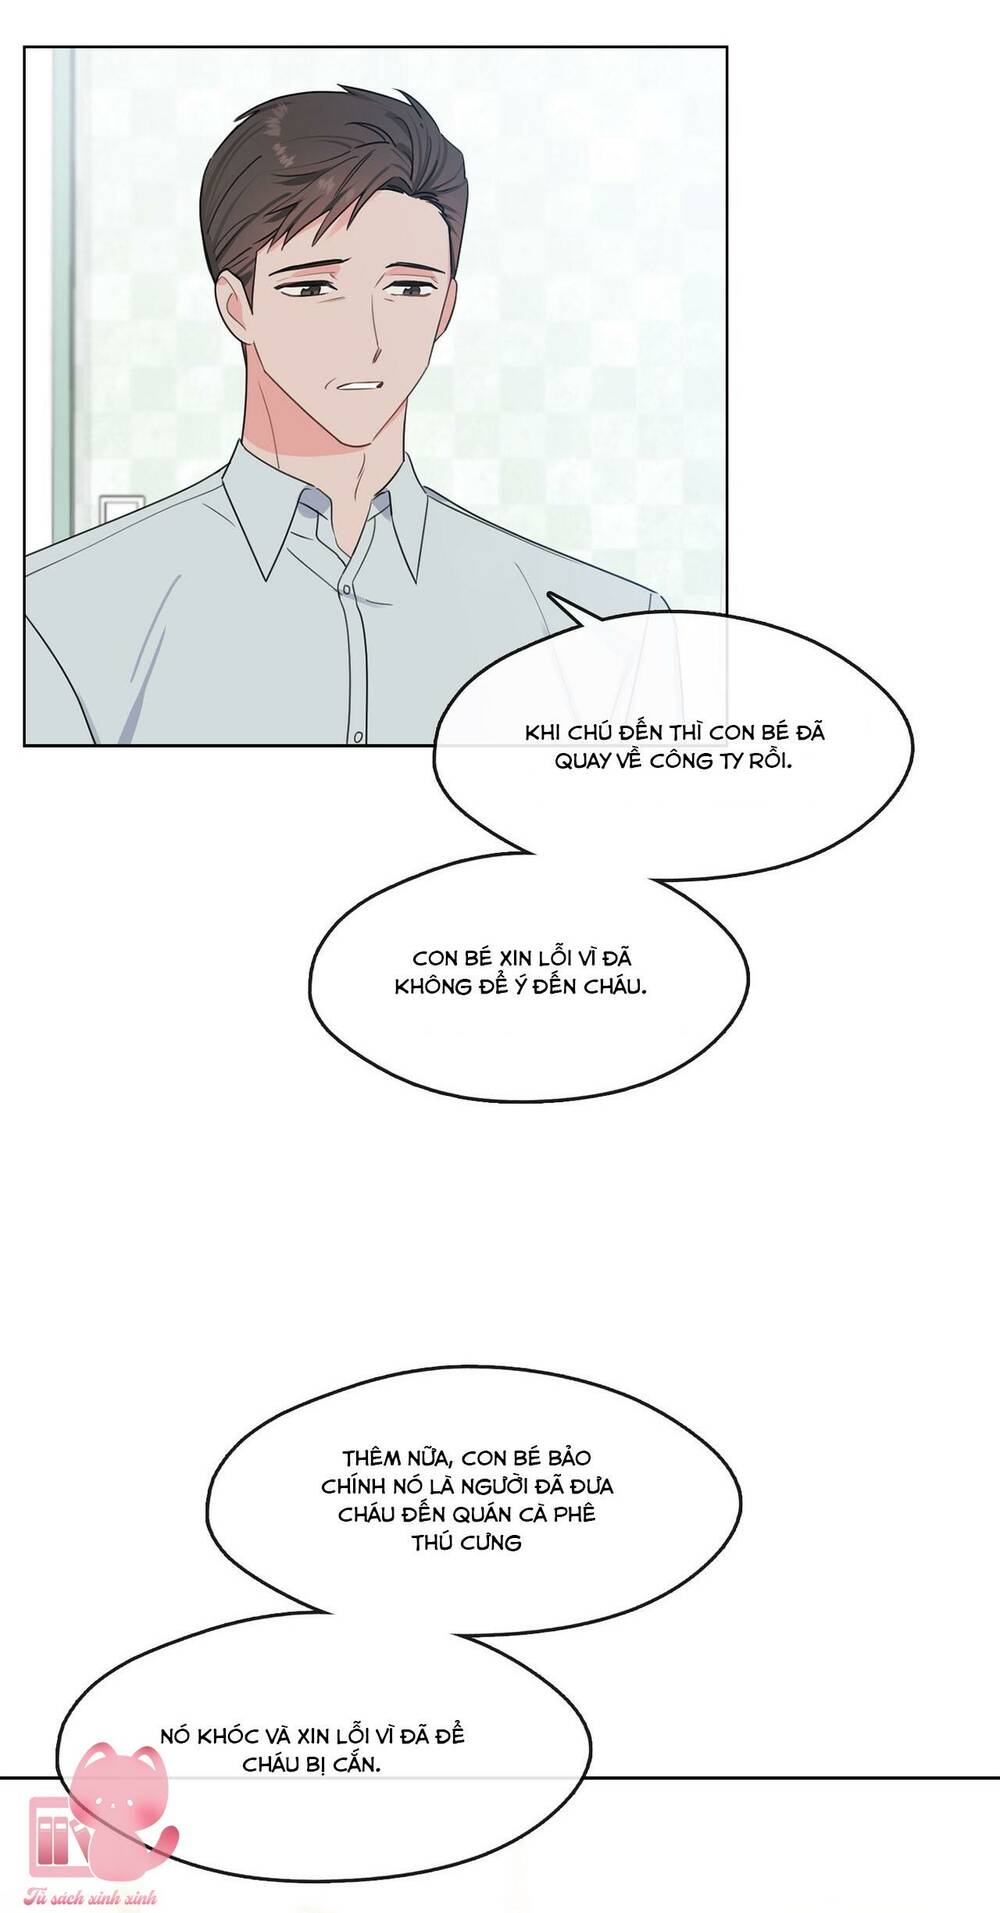 KHI CHÚ ĐẾN THÌ CON BÉ ĐÃ
QUAY VỀ CÔNG TY RỒI.
CON BÉ XIN LỖI VÌ ĐÃ
KHÔNG ĐỂ Ý ĐẾN CHÁU.
THÊM NỮA, CON BÉ BẢO
CHÍNH NÓ LÀ NGƯỜI ĐÃ ĐƯA
CHÁU ĐẾN QUÁN CÀ PHÊ
THÚ CƯNG
NÓ KHÓC VÀ XIN LỖI VÌ ĐÃ ĐỂ
CHÁU BỊ CẮN.
Tủ sách xinh xinh